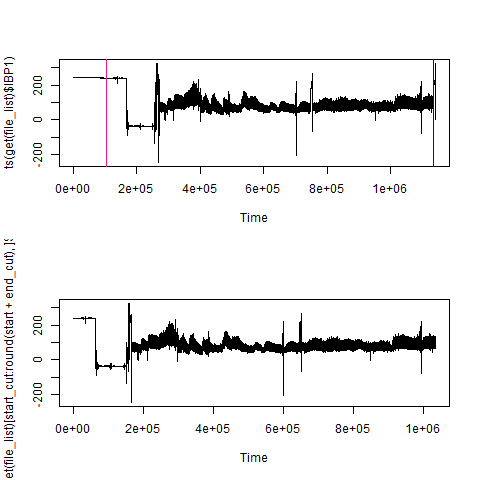 ts(get(file_list)$IBP1)
200
0
-200
0e+00 2e+05 4e+05 6e+05 8e+05 1e+06
Time
et(file_list)[start_cut:round(start + end_cut), ]$
200
0
-200
0e+00 2e+05 4e+05 6e+05 8e+05 1e+06
Time